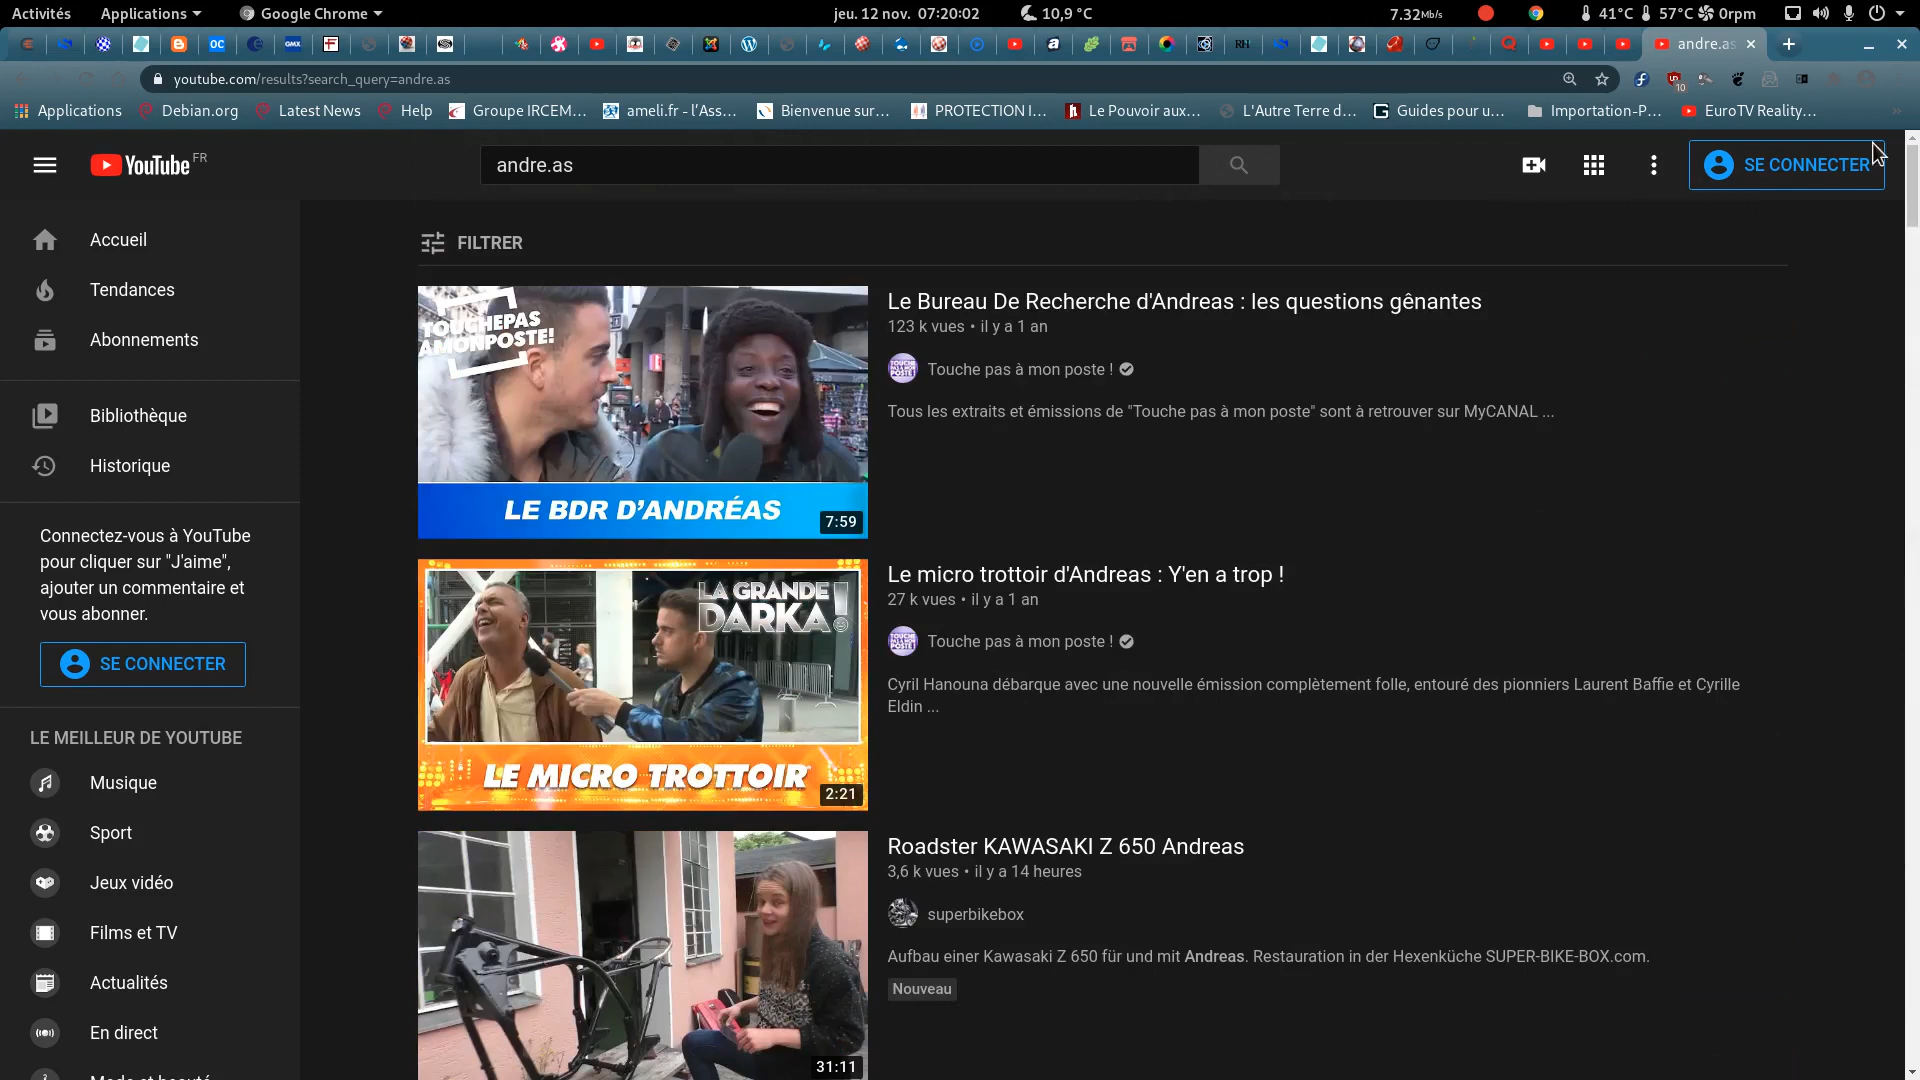 Activités
Applications
Google Chrome
jeu. 12 nov.  07:20:02
10,9 °C
7.32Mb/s
41°C
57°C
0rpm
andre.as
youtube.com/results?search_query=andre.as
10
Applications
Debian.org
Latest News
Help
Groupe IRCEM...
ameli.fr - l'Ass...
Bienvenue sur...
PROTECTION I...
Le Pouvoir aux...
L'Autre Terre d...
Guides pour u...
Importation-P...
EuroTV Reality...
YouTube FR
andre.as
SE CONNECTER
Accueil
Tendances
Abonnements
Bibliothèque
Historique
Connectez-vous à YouTube
pour cliquer sur "J'aime",
ajouter un commentaire et
vous abonner.
SE CONNECTER
LE MEILLEUR DE YOUTUBE
Musique
Sport
Jeux vidéo
Films et TV
Actualités
En direct
FILTRER
TOUCHEPAS
AMONPOSTE!
LE BDR D'ANDRÉAS
7:59
Le Bureau De Recherche d'Andreas : les questions gênantes
123 k vues • il y a 1 an
Touche pas à mon poste !
Tous les extraits et émissions de "Touche pas à mon poste" sont à retrouver sur MyCANAL ...
LA GRANDE
DARKA!
LE MICRO TROTTOIR
2:21
Le micro trottoir d'Andreas : Y'en a trop !
27 k vues • il y a 1 an
Touche pas à mon poste !
Cyril Hanouna débarque avec une nouvelle émission complètement folle, entouré des pionniers Laurent Baffie et Cyrille
Eldin ...
31:11
Roadster KAWASAKI Z 650 Andreas
3,6 k vues • il y a 14 heures
superbikebox
Aufbau einer Kawasaki Z 650 für und mit Andreas. Restauration in der Hexenküche SUPER-BIKE-BOX.com.
Nouveau